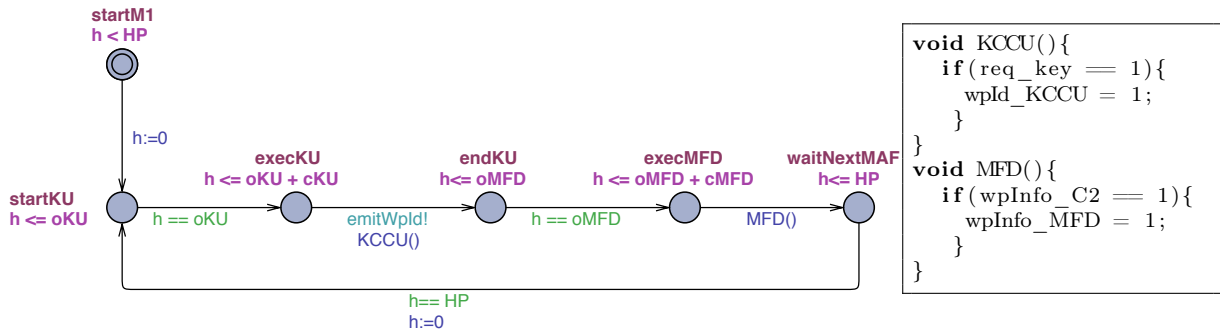 startM1
h < HP
h:=0
startKU
h <= oKU
h == oKU
execKU
h <= oKU + cKU
emitWpId!
KCCU()
endKU
h<= oMFD
h == oMFD
execMFD
h <= oMFD + cMFD
MFD()
waitNextMAF
h<= HP
h== HP
h:=0
void KCCU(){
if(req_key == 1){
wpId_KCCU = 1;
}
}
void MFD(){
if(wpInfo_C2 == 1){
wpInfo_MFD = 1;
}
}